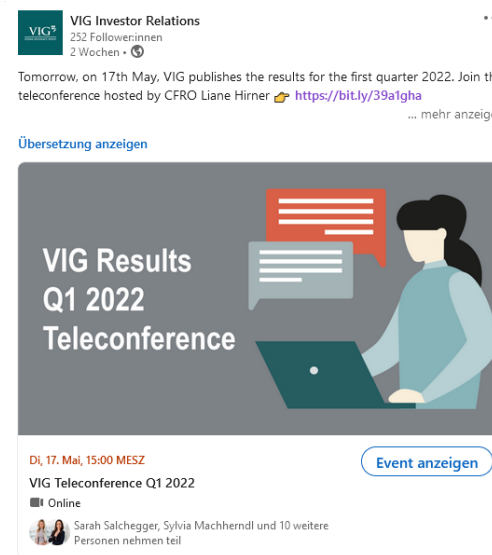 VIG
VIG Investor Relations
252 Follower:innen
2 Wochen •
Tomorrow, on 17th May, VIG publishes the results for the first quarter 2022. Join th
teleconference hosted by CFRO Liane Hirner 👉 https://bit.ly/39a1gha
... mehr anzeige
Übersetzung anzeigen
VIG Results
Q1 2022
Teleconference
Di, 17. Mai, 15:00 MESZ
Event anzeigen
VIG Teleconference Q1 2022
Online
Sarah Salchegger, Sylvia Machherndl und 10 weitere
Personen nehmen teil